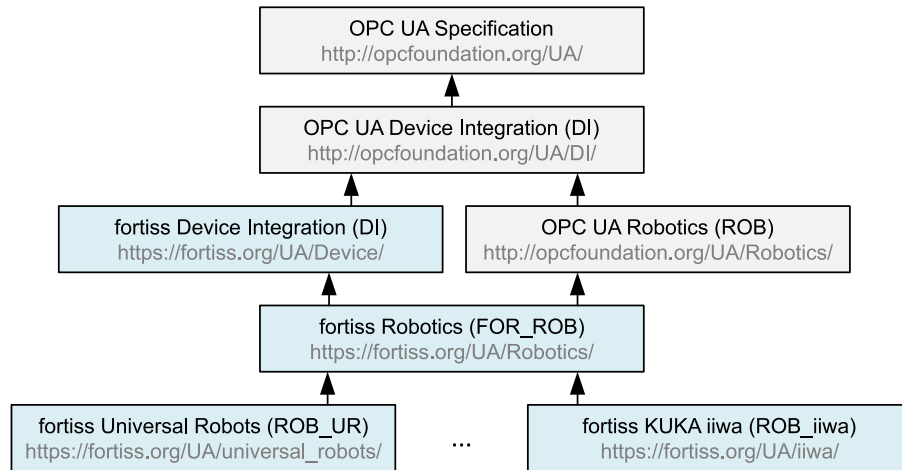 OPC UA Specification
http://opcfoundation.org/UA/
OPC UA Device Integration (DI)
http://opcfoundation.org/UA/DI/
fortiss Device Integration (DI)
https://fortiss.org/UA/Device/
OPC UA Robotics (ROB)
http://opcfoundation.org/UA/Robotics/
fortiss Robotics (FOR_ROB)
https://fortiss.org/UA/Robotics/
fortiss Universal Robots (ROB_UR)
https://fortiss.org/UA/universal_robots/
...
fortiss KUKA iiwa (ROB_iiwa)
https://fortiss.org/UA/iiwa/